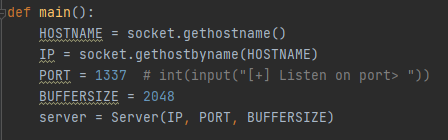 def main():
    HOSTNAME = socket.gethostname()
    IP = socket.gethostbyname(HOSTNAME)
    PORT = 1337  # int(input("[+] Listen on port> "))
    BUFFERSIZE = 2048
    server = Server(IP, PORT, BUFFERSIZE)